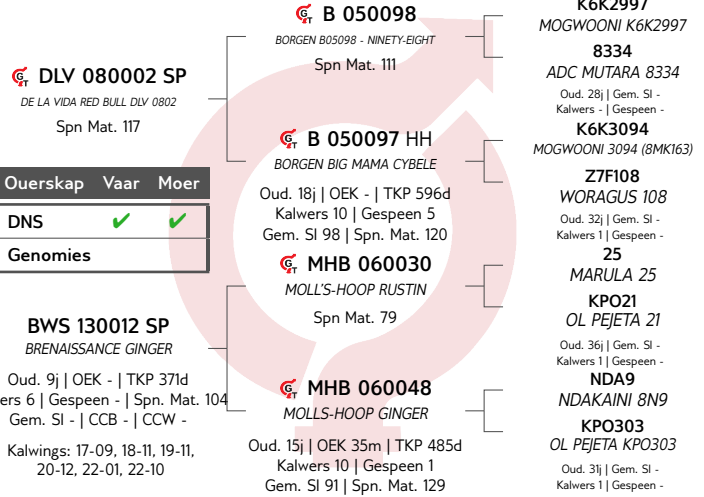 DLV 080002 SP
DE LA VIDA RED BULL DLV 0802
Spn Mat. 117
Ouerskap Vaar Moer
DNS ✔ ✔
Genomies
BWS 130012 SP
BRENAISSANCE GINGER
Oud. 9j | OEK - | TKP 371d
ers 6 | Gespeen - | Spn. Mat. 104
Gem. SI - | CCB - | CCW -
Kalwings: 17-09, 18-11, 19-11,
20-12, 22-01, 22-10
B 050098
BORGEN B05098 - NINETY-EIGHT
Spn Mat. 111
B 050097 HH
BORGEN BIG MAMA CYBELE
Oud. 18j | OEK - | TKP 596d
Kalwers 10 | Gespeen 5
Gem. SI 98 | Spn. Mat. 120
MHB 060030
MOLL'S-HOOP RUSTIN
Spn Mat. 79
MHB 060048
MOLLS-HOOP GINGER
Oud. 15j | OEK 35m | TKP 485d
Kalwers 10 | Gespeen 1
Gem. SI 91 | Spn. Mat. 129
K6K2997
MOGWOONI K6K2997
8334
ADC MUTARA 8334
Oud. 28j | Gem. SI -
Kalwers - | Gespeen -
K6K3094
MOGWOONI 3094 (8MK163)
Z7F108
WORAGUS 108
Oud. 32j | Gem. SI -
Kalwers 1 | Gespeen -
25
MARULA 25
KPO21
OL PEJETA 21
Oud. 36j | Gem. SI -
Kalwers 1 | Gespeen -
NDA9
NDAKAINI 8N9
KPO303
OL PEJETA KPO303
Oud. 31j | Gem. SI -
Kalwers 1 | Gespeen -